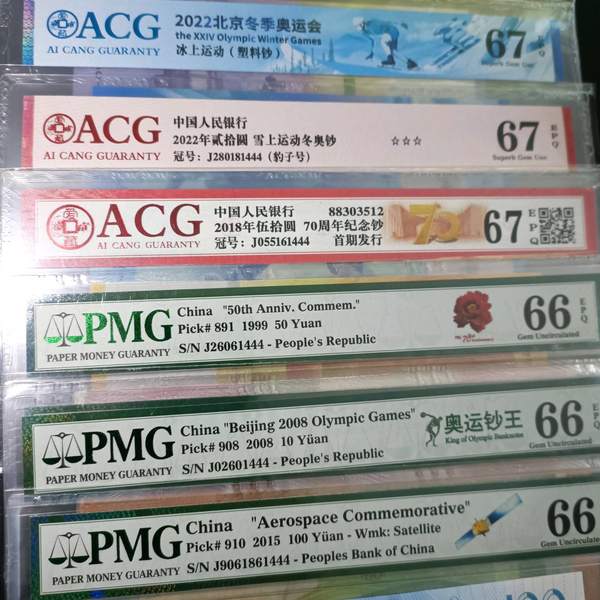 ACG
AI CANG GUARANTY
2022北京冬季奥运会
the XXIV Olympic Winter Games
冰上运动（塑料钞）
67 EPQ
Superb Gem Unc
ACG
AI CANG GUARANTY
中国人民银行
2022年贰拾圆 雪上运动冬奥钞
冠号：J280181444（豹子号）
☆☆☆
67 EPQ
Superb Gem Unc
ACG
AI CANG GUARANTY
中国人民银行 88303512
2018年伍拾圆 70周年纪念钞
冠号：J055161444 首期发行
70
67 EPQ
PMG
PAPER MONEY GUARANTY
China "50th Anniv. Commem."
Pick# 891 1999 50 Yuan
S/N J26061444 - People's Republic
66 EPQ
Gem Uncirculated
PMG
PAPER MONEY GUARANTY
China "Beijing 2008 Olympic Games"
Pick# 908 2008 10 Yüan
S/N J02601444 - People's Republic
奥运钞王
King of Olympic Banknotes
66 EPQ
Gem Uncirculated
PMG
PAPER MONEY GUARANTY
China "Aerospace Commemorative"
Pick# 910 2015 100 Yüan - Wmk: Satellite
S/N J9061861444 - Peoples Bank of China
66
Gem Uncirculate
100